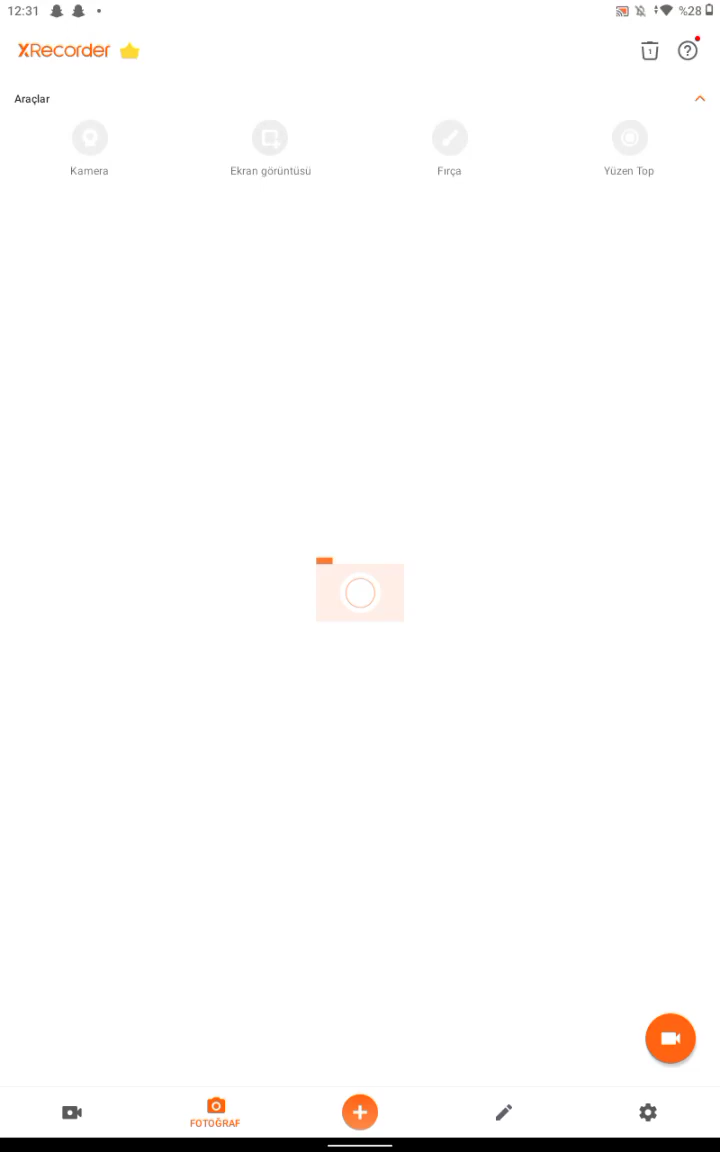 12:31
%28
XRecorder
Araçlar
Kamera
Ekran görüntüsü
Fırça
Yüzen Top
FOTOĞRAF